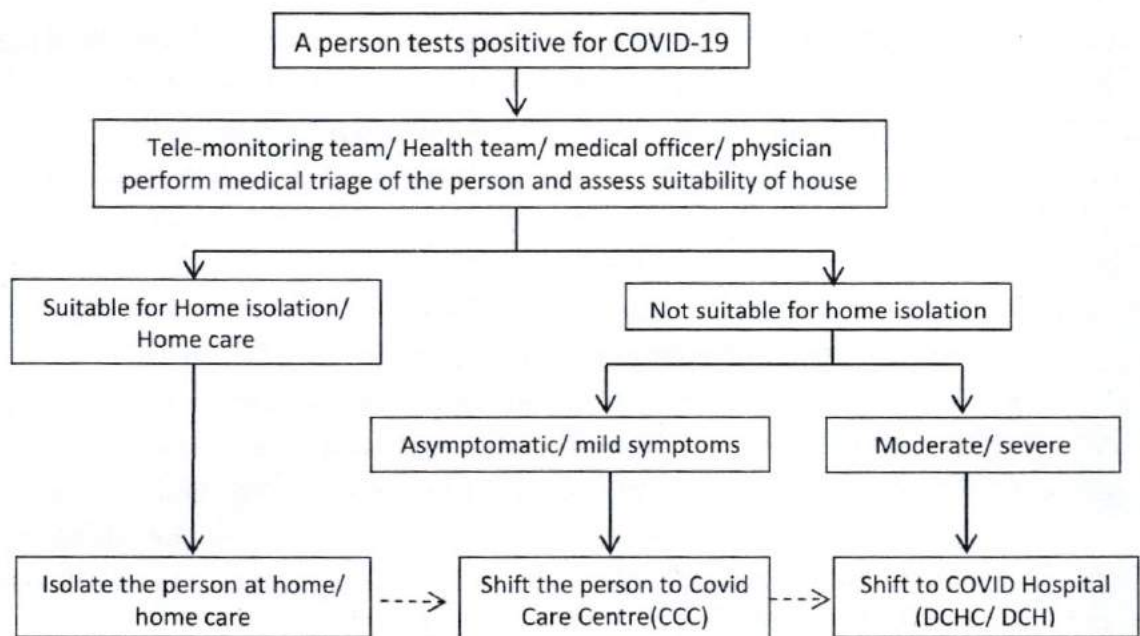 A person tests positive for COVID-19
Tele-monitoring team/ Health team/ medical officer/ physician
perform medical triage of the person and assess suitability of house
Suitable for Home isolation/
Home care
Not suitable for home isolation
Asymptomatic/ mild symptoms
Moderate/ severe
Isolate the person at home/
home care
Shift the person to Covid
Care Centre(CCC)
Shift to COVID Hospital
(DCHC/ DCH)